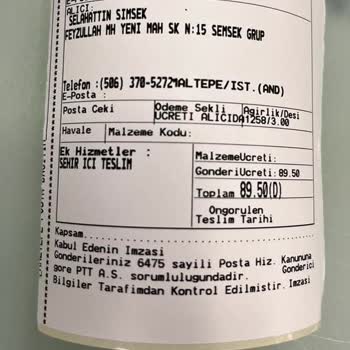 ALICI:
SELAHATTIN SIMSEK
FEYZULLAH MH YENI MAH SK N:15 SEMSEK GRUP
Telefon :(506) 370-5272MALTEPE/IST.(AND)
E-Posta :
Posta Ceki Odeme Sekli Agirlik/Desi
UCRETI ALICIDA 1258/3.00
Havale Malzeme Kodu:
Ek Hizmetler : MalzemeUcreti:
SEHIR ICI TESLIM
GonderiUcreti: 89.50
Toplam 89.50(D)
Ongorulen
Teslim Tarihi
Kapsam
Kabul Edenin Imzasi
Gonderileriniz 6475 sayili Posta Hiz. Kanununa
gore PTT A.S. sorumlulugundadir. Gonderici
Bilgiler Tarafimdan Kontrol Edilmistir. Imzasi